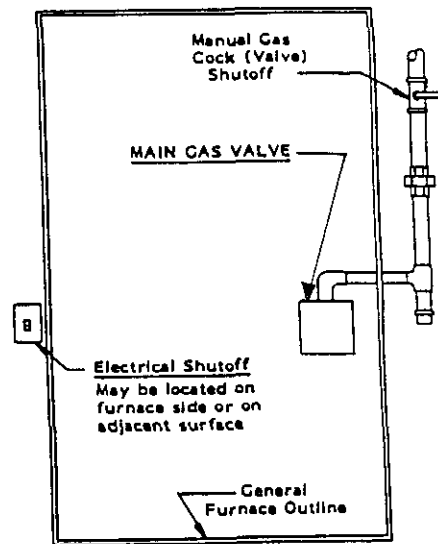 Manual Gas
Cock (Valve)
Shutoff
MAIN GAS VALVE
Electrical Shutoff
May be located on
furnace side or on
adjacent surface
General
Furnace Outline